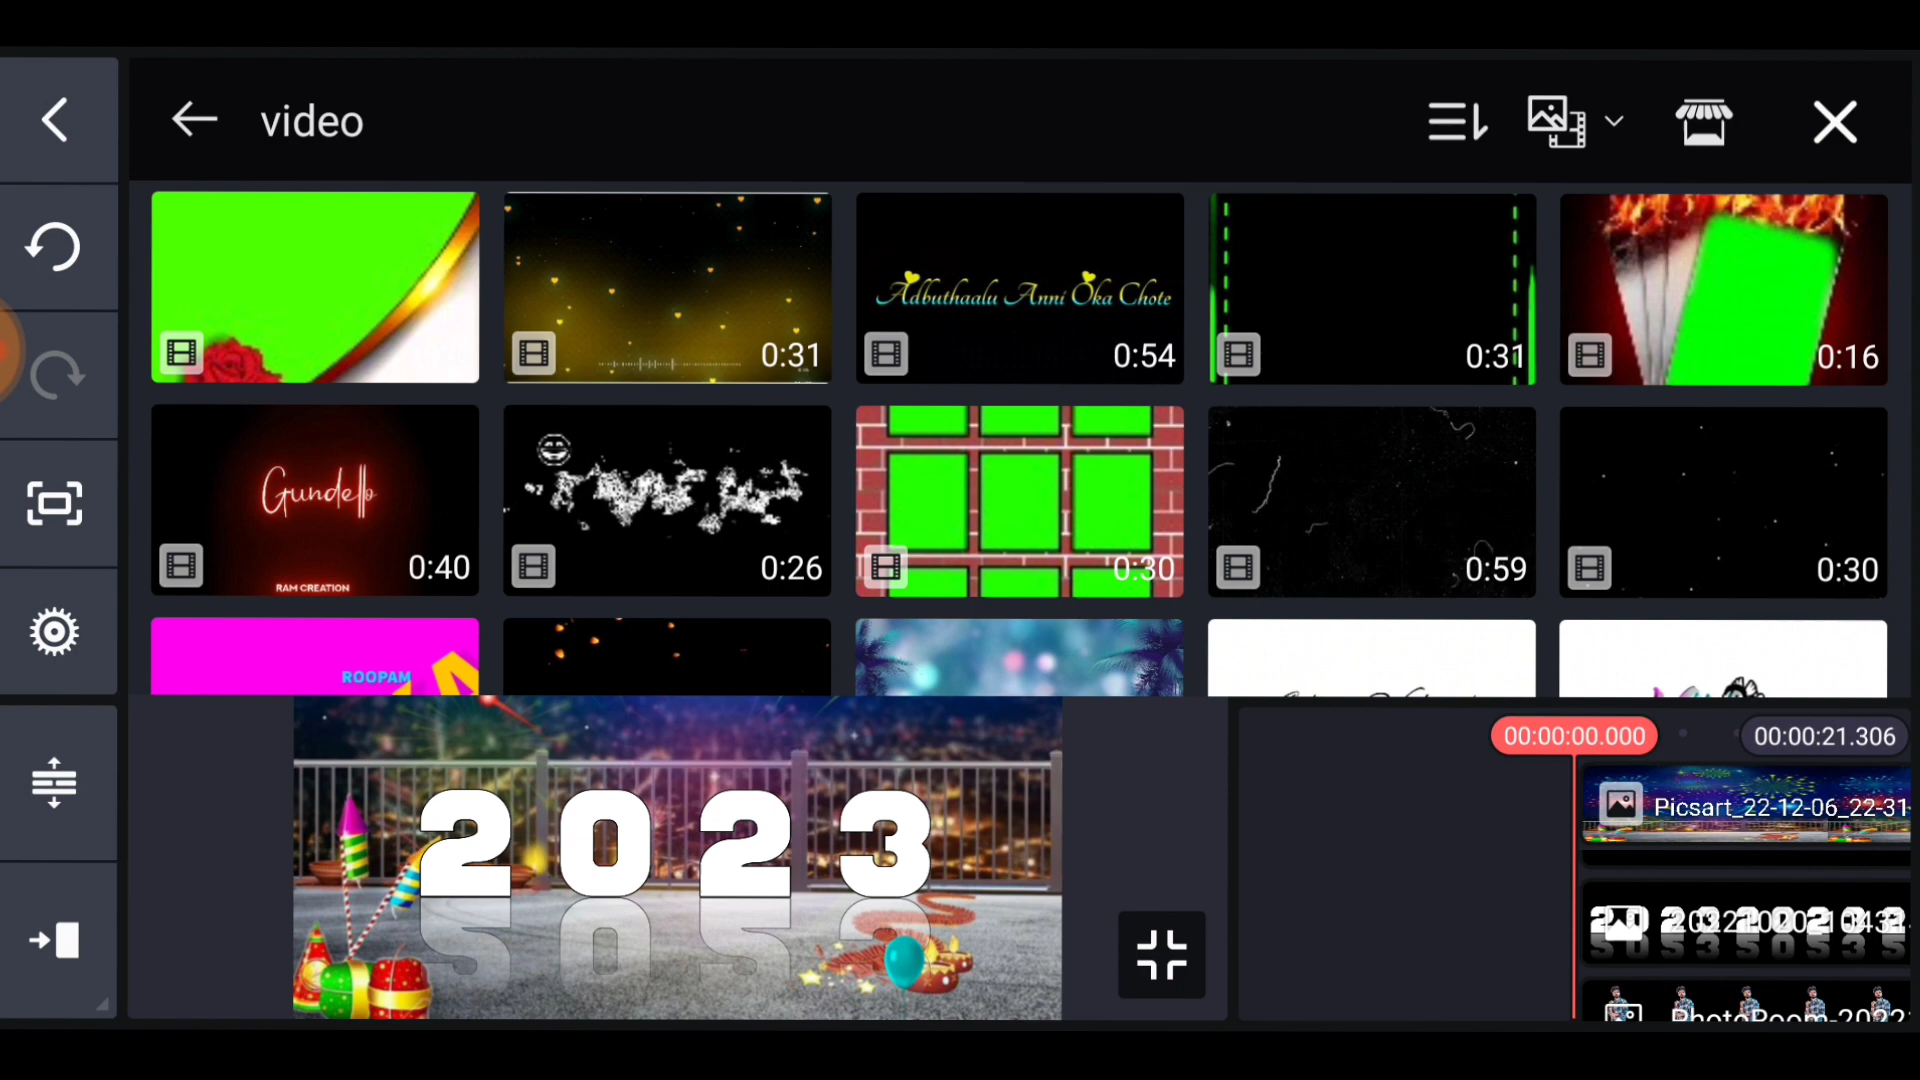 video
0:31
Adbuthaalu Anni Oka Chote
0:54
0:31
0:16
Gundello
RAM CREATION
0:40
0:26
0:30
0:59
0:30
ROOPAM
2023
00:00:00.000
00:00:21.306
Picsart_22-12-06_22-31
PhotoRoom-2022